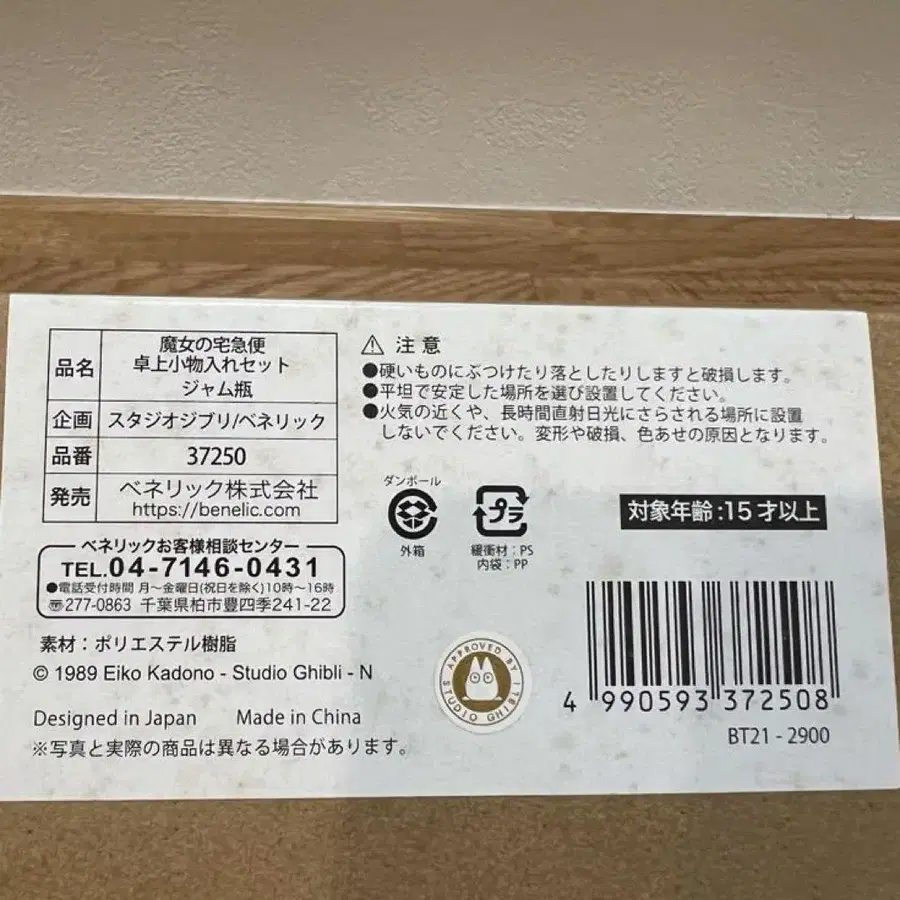 品名
魔女の宅急便
卓上小物入れセット
ジャム瓶
企画 スタジオジブリ/ベネリック
品番 37250
発売 ベネリック株式会社
https://benelic.com
ベネリックお客様相談センター
TEL.04-7146-0431
●電話受付時間 月〜金曜日(祝日を除く)10時〜16時
〒277-0863 千葉県柏市豊四季241-22
素材：ポリエステル樹脂
© 1989 Eiko Kadono - Studio Ghibli - N
Designed in Japan Made in China
※写真と実際の商品は異なる場合があります。
注意
●硬いものにぶつけたり落としたりしますと破損します。
●平坦で安定した場所を選び設置してください。
●火気の近くや、長時間直射日光にさらされる場所に設置
しないでください。変形や破損、色あせの原因となります。
ダンボール
外箱
プラ
緩衝材：PS
内袋：PP
対象年齢：15才以上
APPROVED BY
STUDIO GHIBLI
4 990593 372508
BT21 - 2900